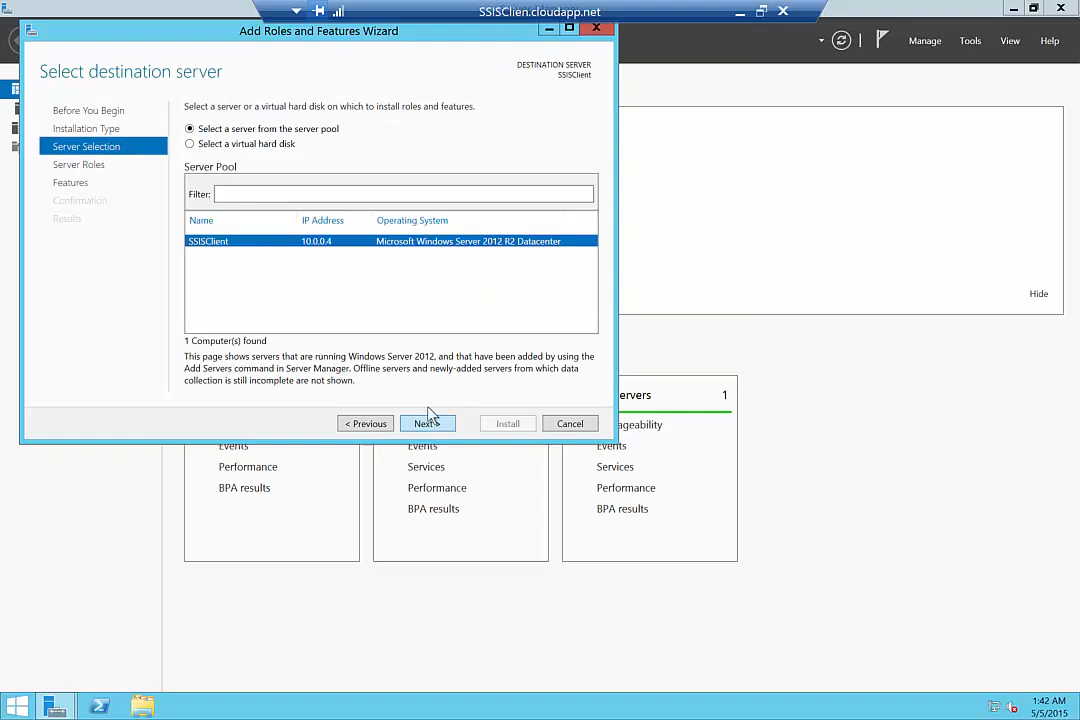 SSISClien.cloudapp.net
Add Roles and Features Wizard
Manage
Tools
View
Help
Select destination server
DESTINATION SERVER
SSISClient
Before You Begin
Installation Type
Server Selection
Server Roles
Features
Confirmation
Results
Select a server or a virtual hard disk on which to install roles and features.
Select a server from the server pool
Select a virtual hard disk
Server Pool
Filter:
Name IP Address Operating System
SSISClient 10.0.0.4 Microsoft Windows Server 2012 R2 Datacenter
1 Computer(s) found
This page shows servers that are running Windows Server 2012, and that have been added by using the
Add Servers command in Server Manager. Offline servers and newly-added servers from which data
collection is still incomplete are not shown.
< Previous
Next >
Install
Cancel
Hide
Events
Performance
BPA results
Events
Services
Performance
BPA results
ervers 1
ageability
Events
Services
Performance
BPA results
1:42 AM
5/5/2015